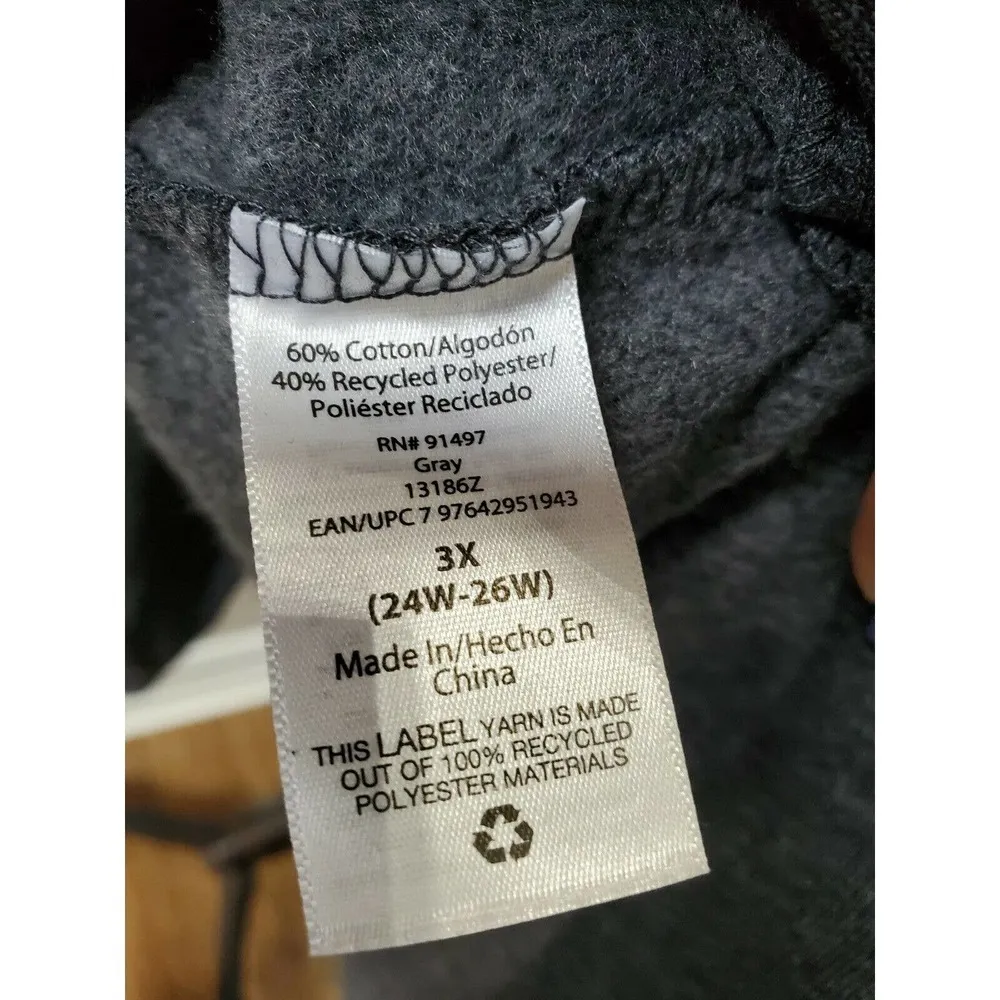 60% Cotton/Algodón
40% Recycled Polyester/
Poliéster Reciclado
RN# 91497
Gray
13186Z
EAN/UPC 7 97642951943
3X
(24W-26W)
Made In/Hecho En
China
THIS LABEL YARN IS MADE
OUT OF 100% RECYCLED
POLYESTER MATERIALS